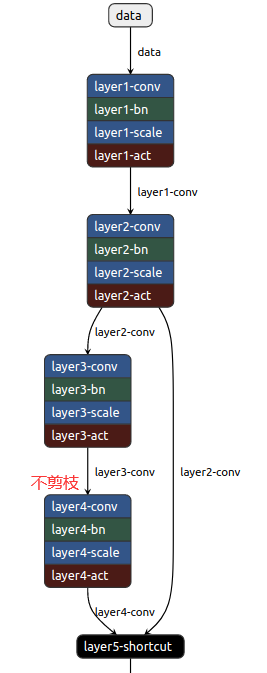 data
data
layer1-conv
layer1-bn
layer1-scale
layer1-act
layer1-conv
layer2-conv
layer2-bn
layer2-scale
layer2-act
layer2-conv
layer3-conv
layer3-bn
layer3-scale
layer3-act
layer3-conv
layer2-conv
不剪枝
layer4-conv
layer4-bn
layer4-scale
layer4-act
layer4-conv
layer5-shortcut